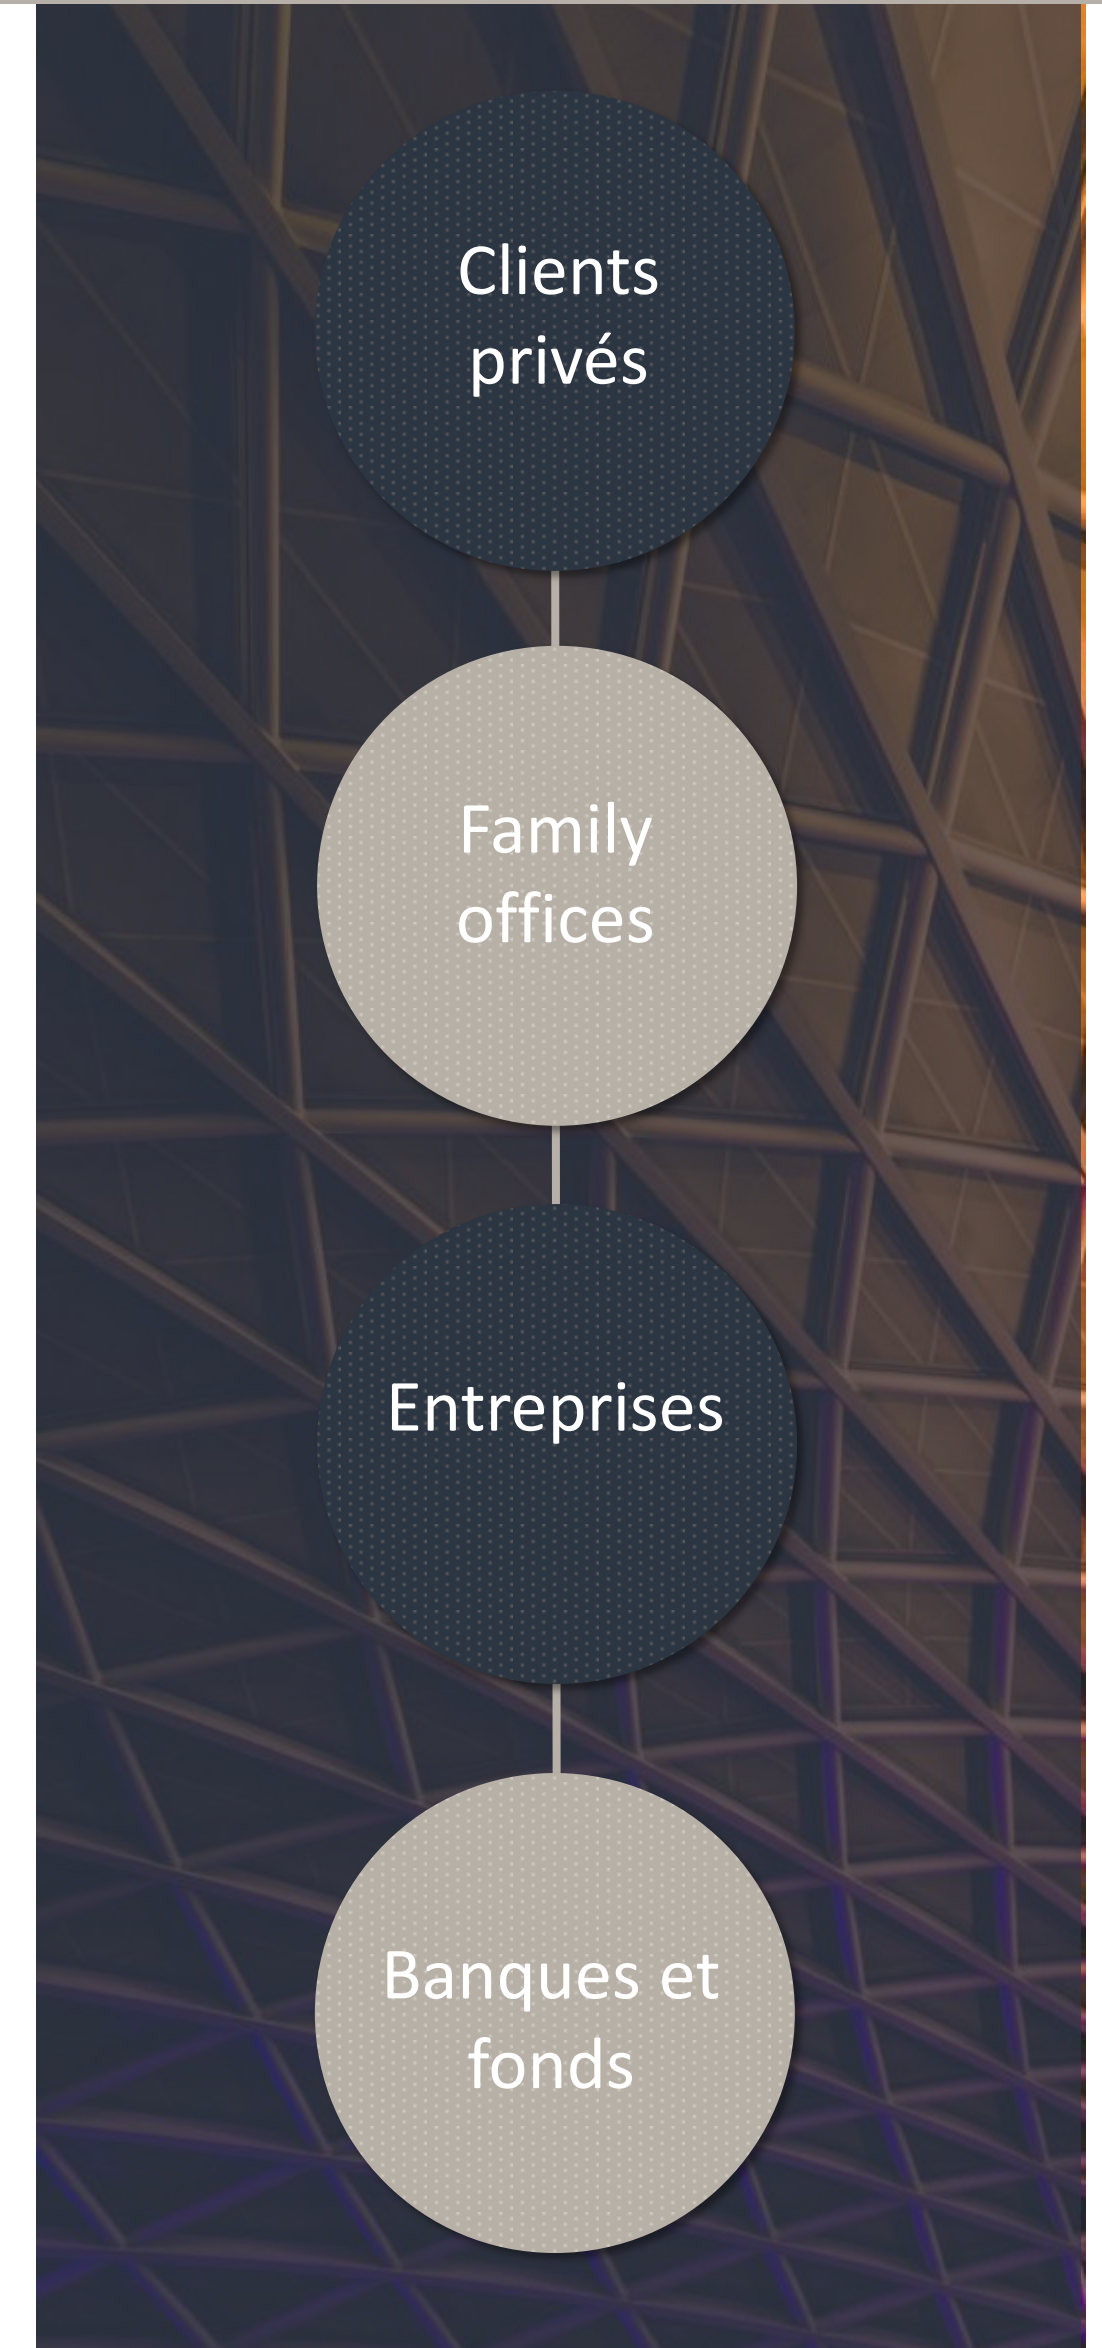 Clients
privés
Family
offices
Entreprises
Banques et
fonds